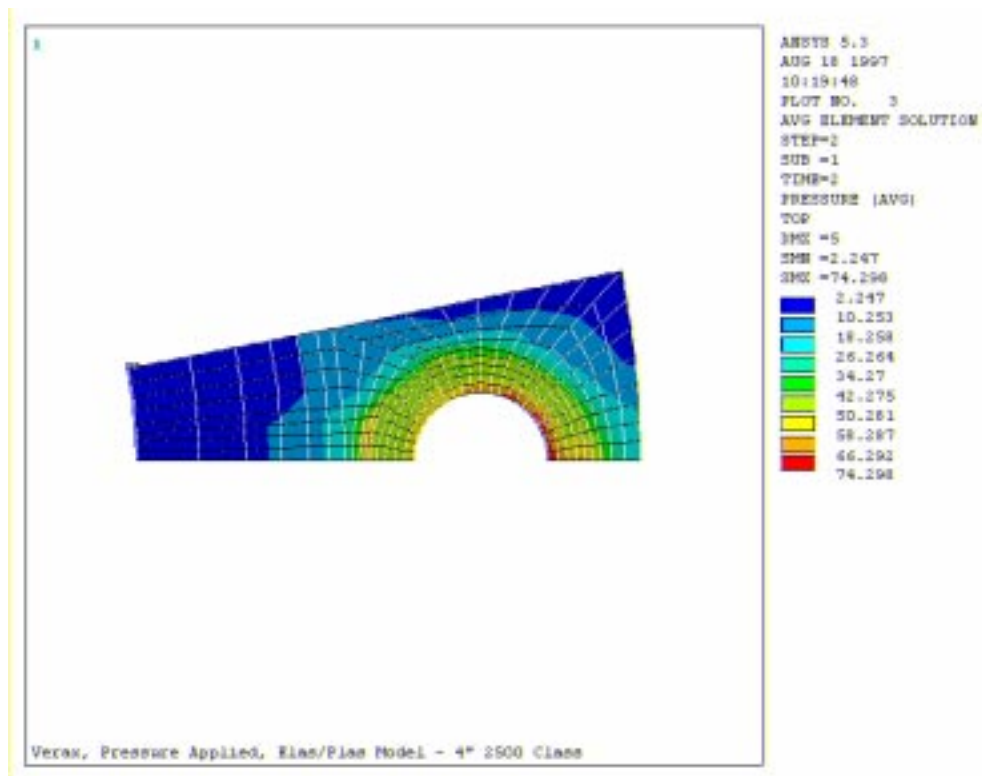 1
ANSYS 5.3
AUG 18 1997
10:19:48
PLOT NO. 3
AVG ELEMENT SOLUTION
STEP=2
SUB =1
TIME=2
PRESSURE (AVG)
TOP
DMX =5
SMN =2.247
SMX =74.298
2.247
10.253
18.258
26.264
34.27
42.275
50.281
58.287
66.292
74.298
Verax, Pressure Applied, Elas/Plas Model - 4" 2500 Class